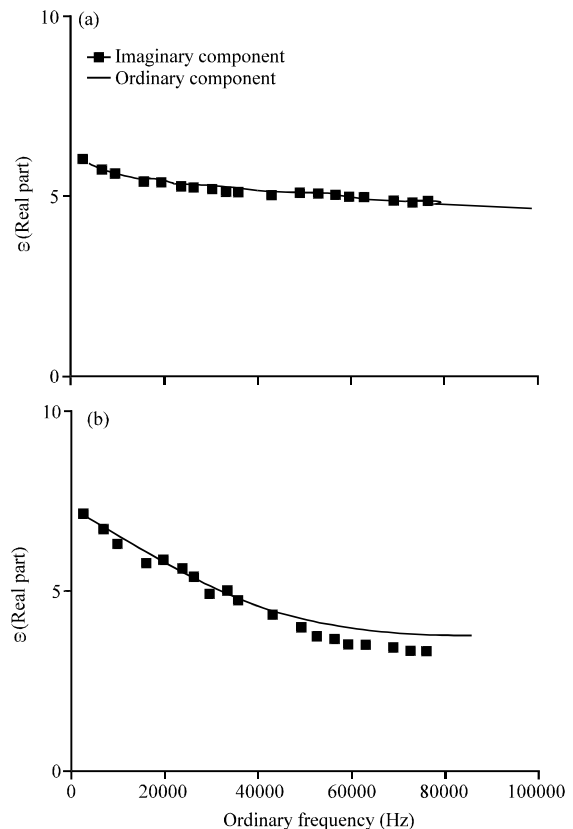 10
(a)
Imaginary component
Ordinary component
ε (Real part)
5
0
10
(b)
ε (Real part)
5
0
0 20000 40000 60000 80000 100000
Ordinary frequency (Hz)